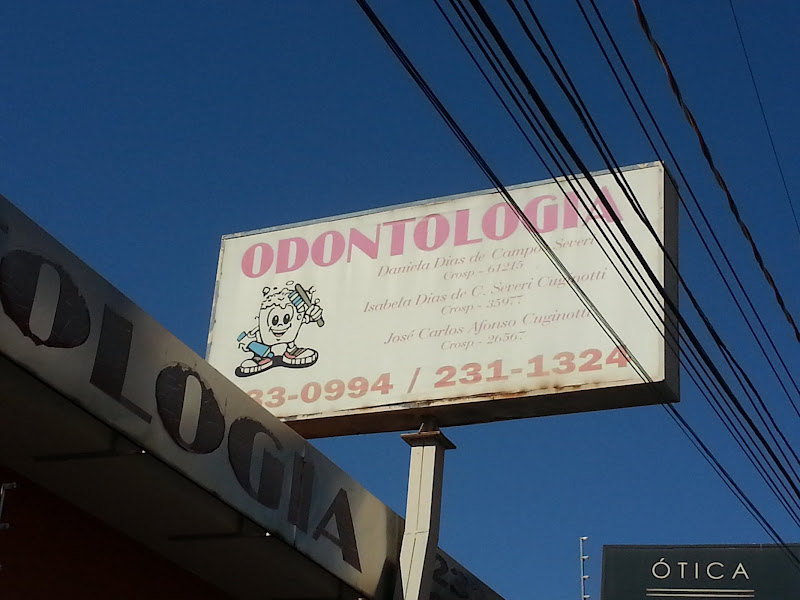 ODONTOLOGIA
Daniela Dias de Campos Severi
Crosp - 61215
Isabela Dias de C. Severi Cuginotti
Crosp - 35977
José Carlos Afonso Cuginotti
Crosp - 26567
33-0994 / 231-1324
OLOGIA
ÓTICA